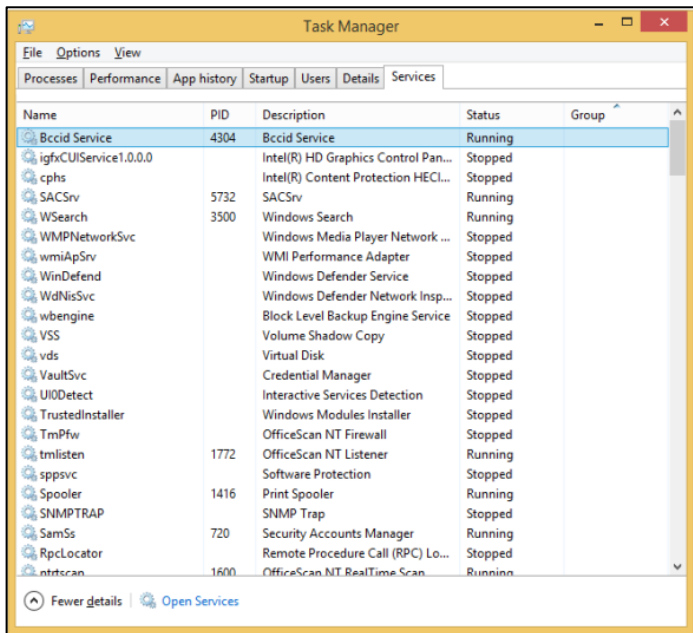 Task Manager
File Options View
Processes Performance App history Startup Users Details Services
Name PID Description Status Group
Bccid Service 4304 Bccid Service Running
igfxCUIService1.0.0.0 Intel(R) HD Graphics Control Pan... Stopped
cphs Intel(R) Content Protection HECI... Stopped
SACSrv 5732 SACSrv Running
WSearch 3500 Windows Search Running
WMPNetworkSvc Windows Media Player Network ... Stopped
wmiApSrv WMI Performance Adapter Stopped
WinDefend Windows Defender Service Stopped
WdNisSvc Windows Defender Network Insp... Stopped
wbengine Block Level Backup Engine Service Stopped
VSS Volume Shadow Copy Stopped
vds Virtual Disk Stopped
VaultSvc Credential Manager Stopped
UI0Detect Interactive Services Detection Stopped
TrustedInstaller Windows Modules Installer Stopped
TmPfw OfficeScan NT Firewall Stopped
tmlisten 1772 OfficeScan NT Listener Running
sppsvc Software Protection Stopped
Spooler 1416 Print Spooler Running
SNMPTRAP SNMP Trap Stopped
SamSs 720 Security Accounts Manager Running
RpcLocator Remote Procedure Call (RPC) Lo... Stopped
ntrtscan 1600 OfficeScan NT RealTime Scan Running
Fewer details Open Services